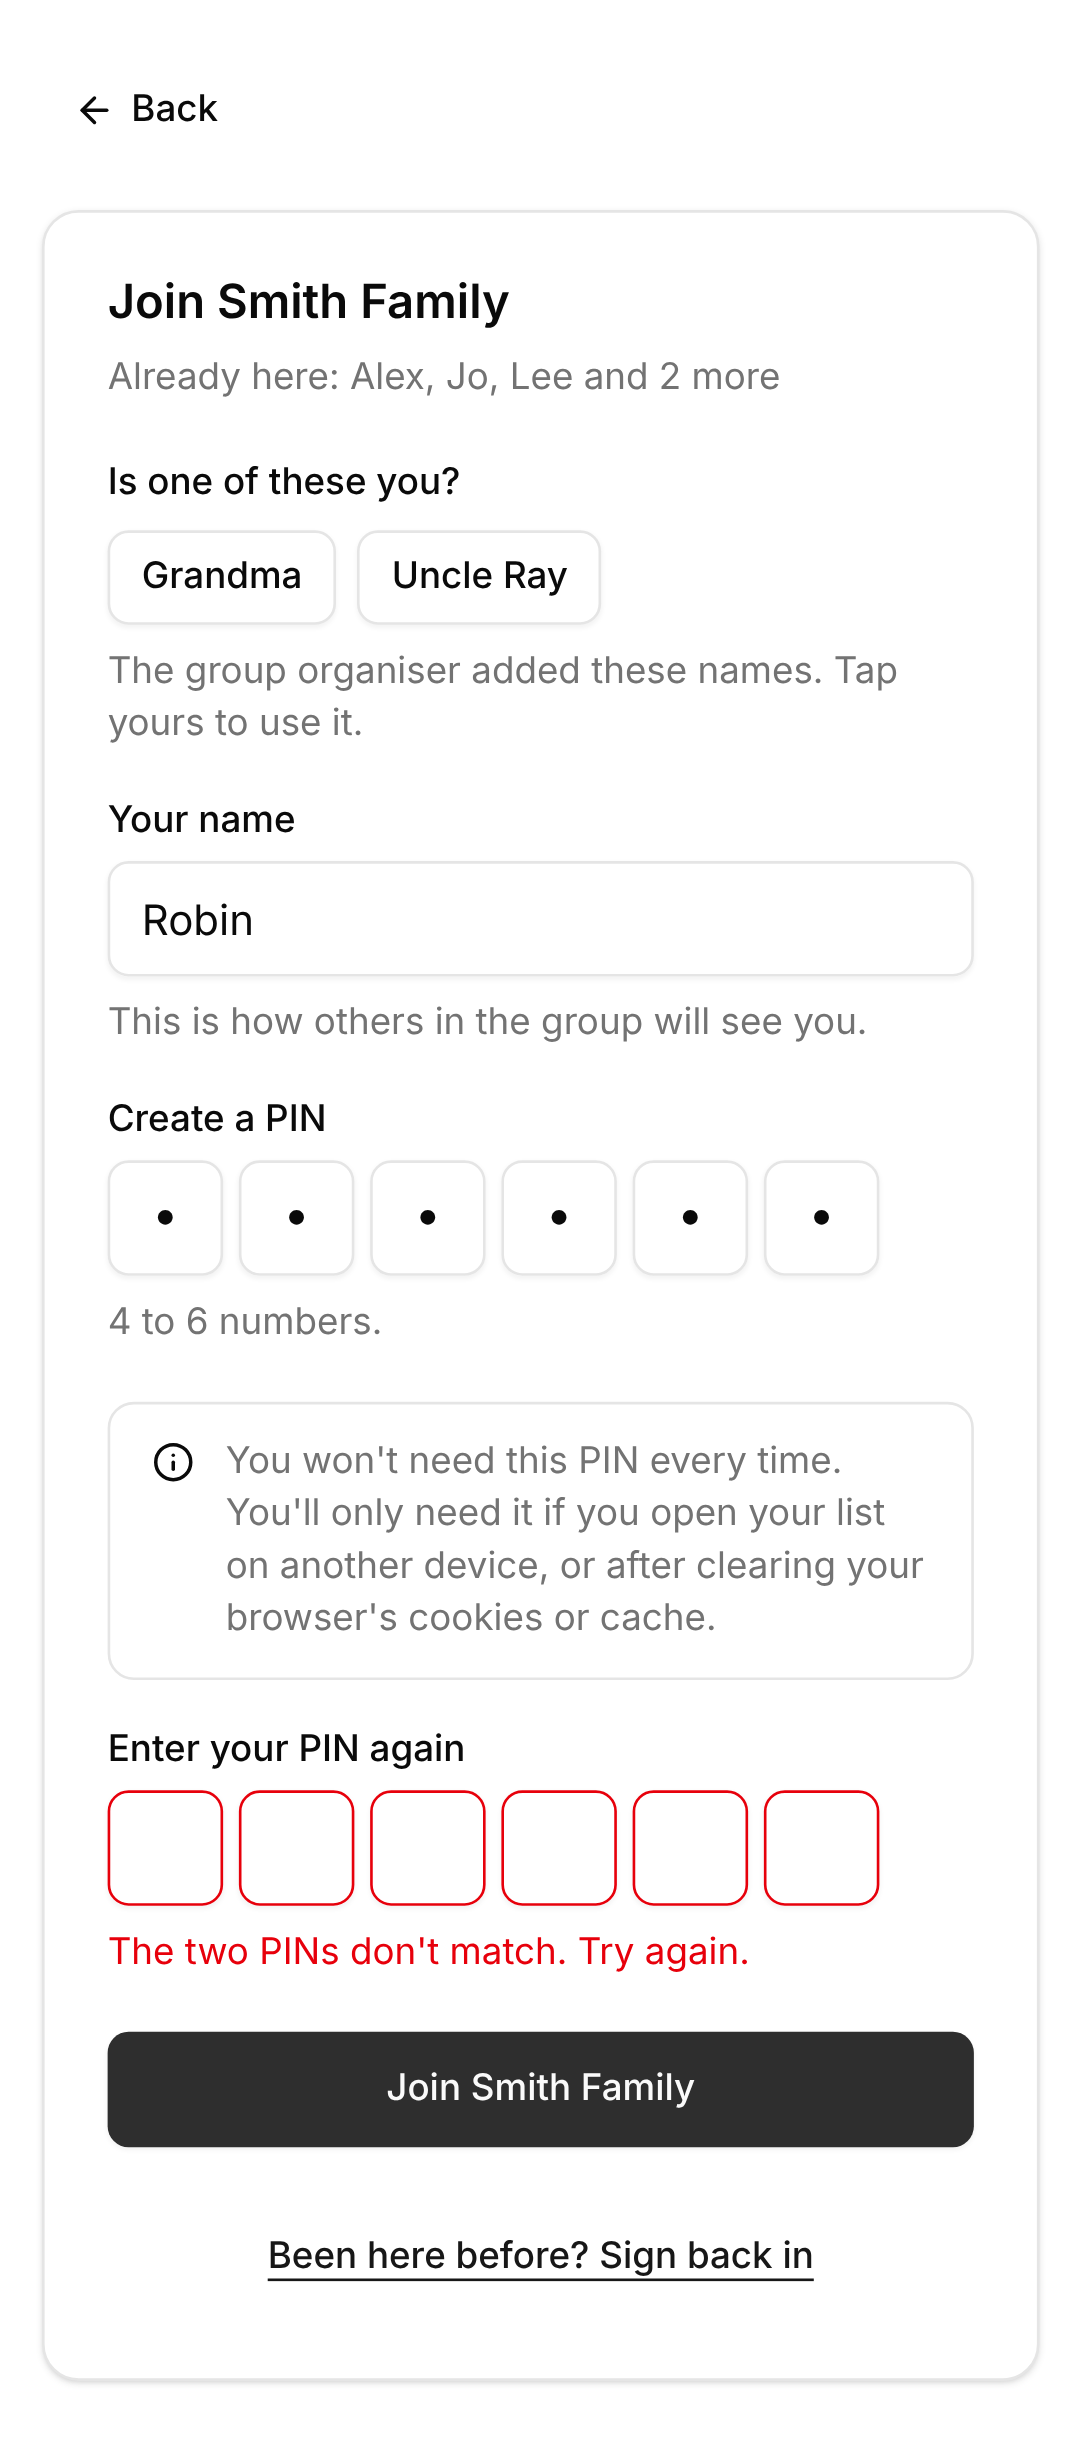 Back
Join Smith Family
Already here: Alex, Jo, Lee and 2 more
Is one of these you?
Grandma
Uncle Ray
The group organiser added these names. Tap
yours to use it.
Your name
Robin
This is how others in the group will see you.
Create a PIN
4 to 6 numbers.
You won't need this PIN every time.
You'll only need it if you open your list
on another device, or after clearing your
browser's cookies or cache.
Enter your PIN again
The two PINs don't match. Try again.
Join Smith Family
Been here before? Sign back in